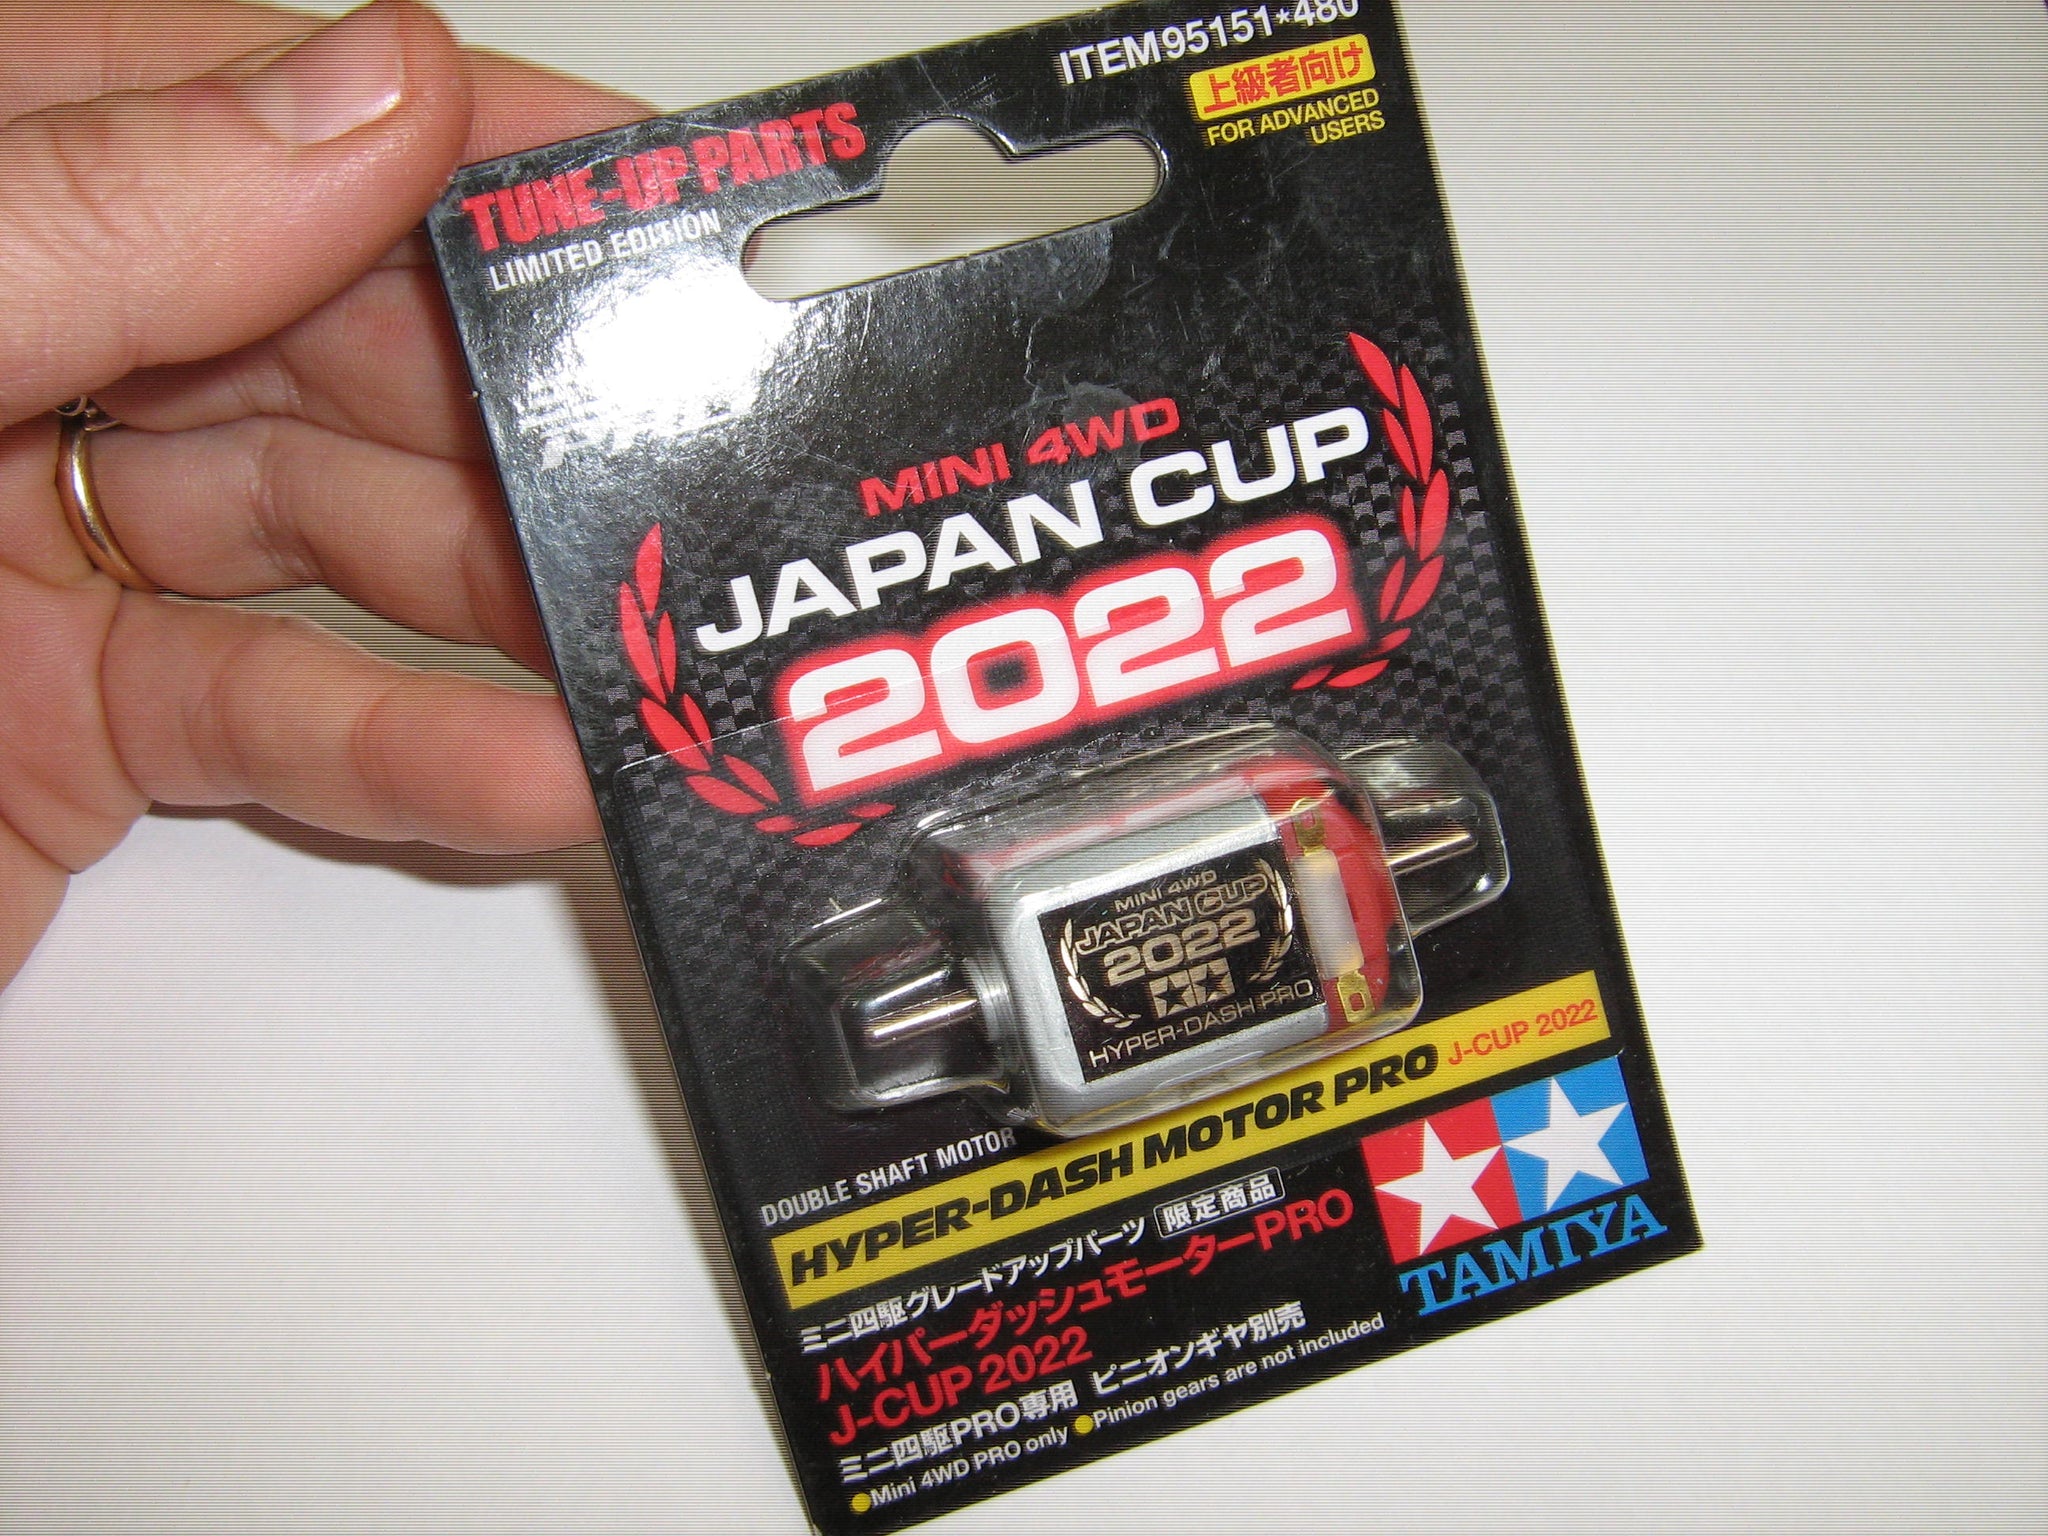 ITEM 95151*480
上級者向け
FOR ADVANCED
USERS
TUNE-UP PARTS
LIMITED EDITION
MINI 4WD
JAPAN CUP
2022
MINI 4WD
JAPAN CUP
2022
HYPER-DASH PRO
DOUBLE SHAFT MOTOR
HYPER-DASH MOTOR PRO J-CUP 2022
ミニ四駆グレードアップパーツ 限定商品
ハイパーダッシュモーターPRO
J-CUP 2022
ミニ四駆PRO専用 ピニオンギヤ別売
●Mini 4WD PRO only ●Pinion gears are not included
TAMIYA